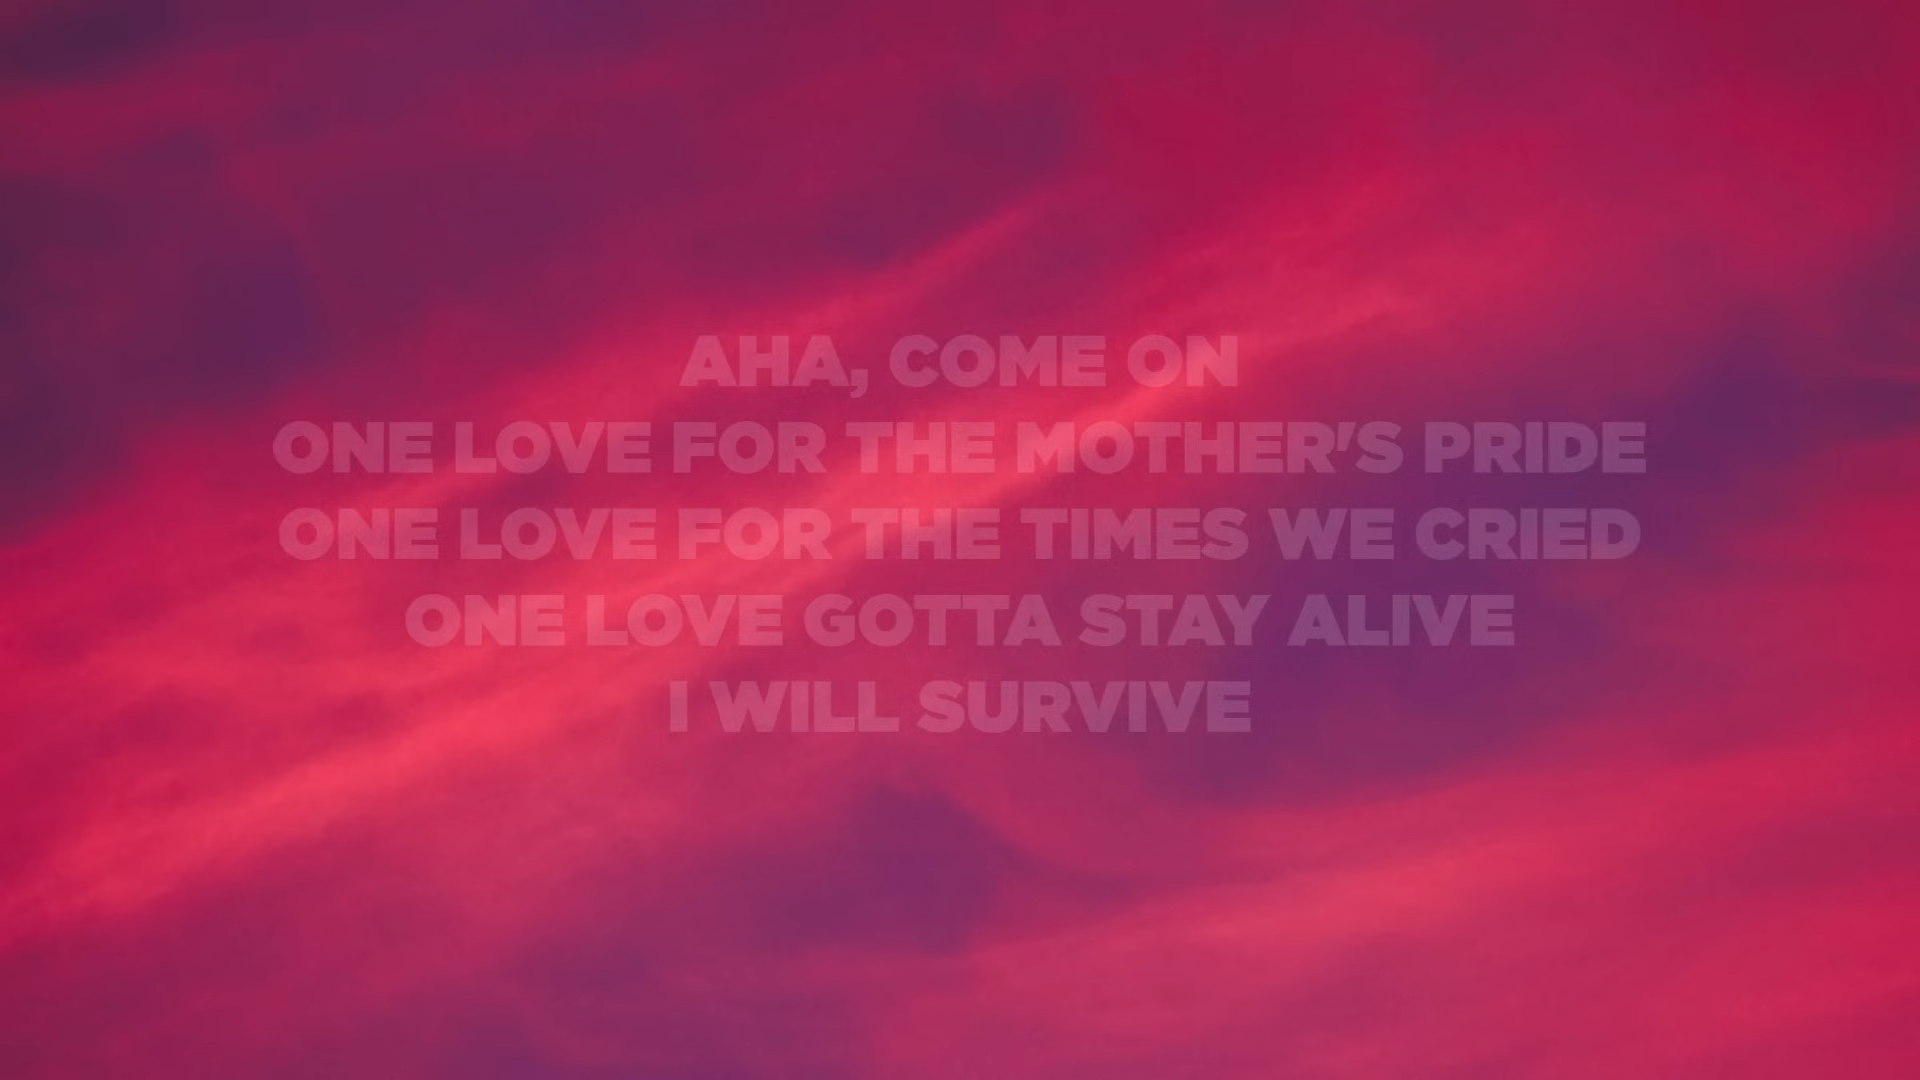 AHA, COME ON
ONE LOVE FOR THE MOTHER'S PRIDE
ONE LOVE FOR THE TIMES WE CRIED
ONE LOVE GOTTA STAY ALIVE
I WILL SURVIVE